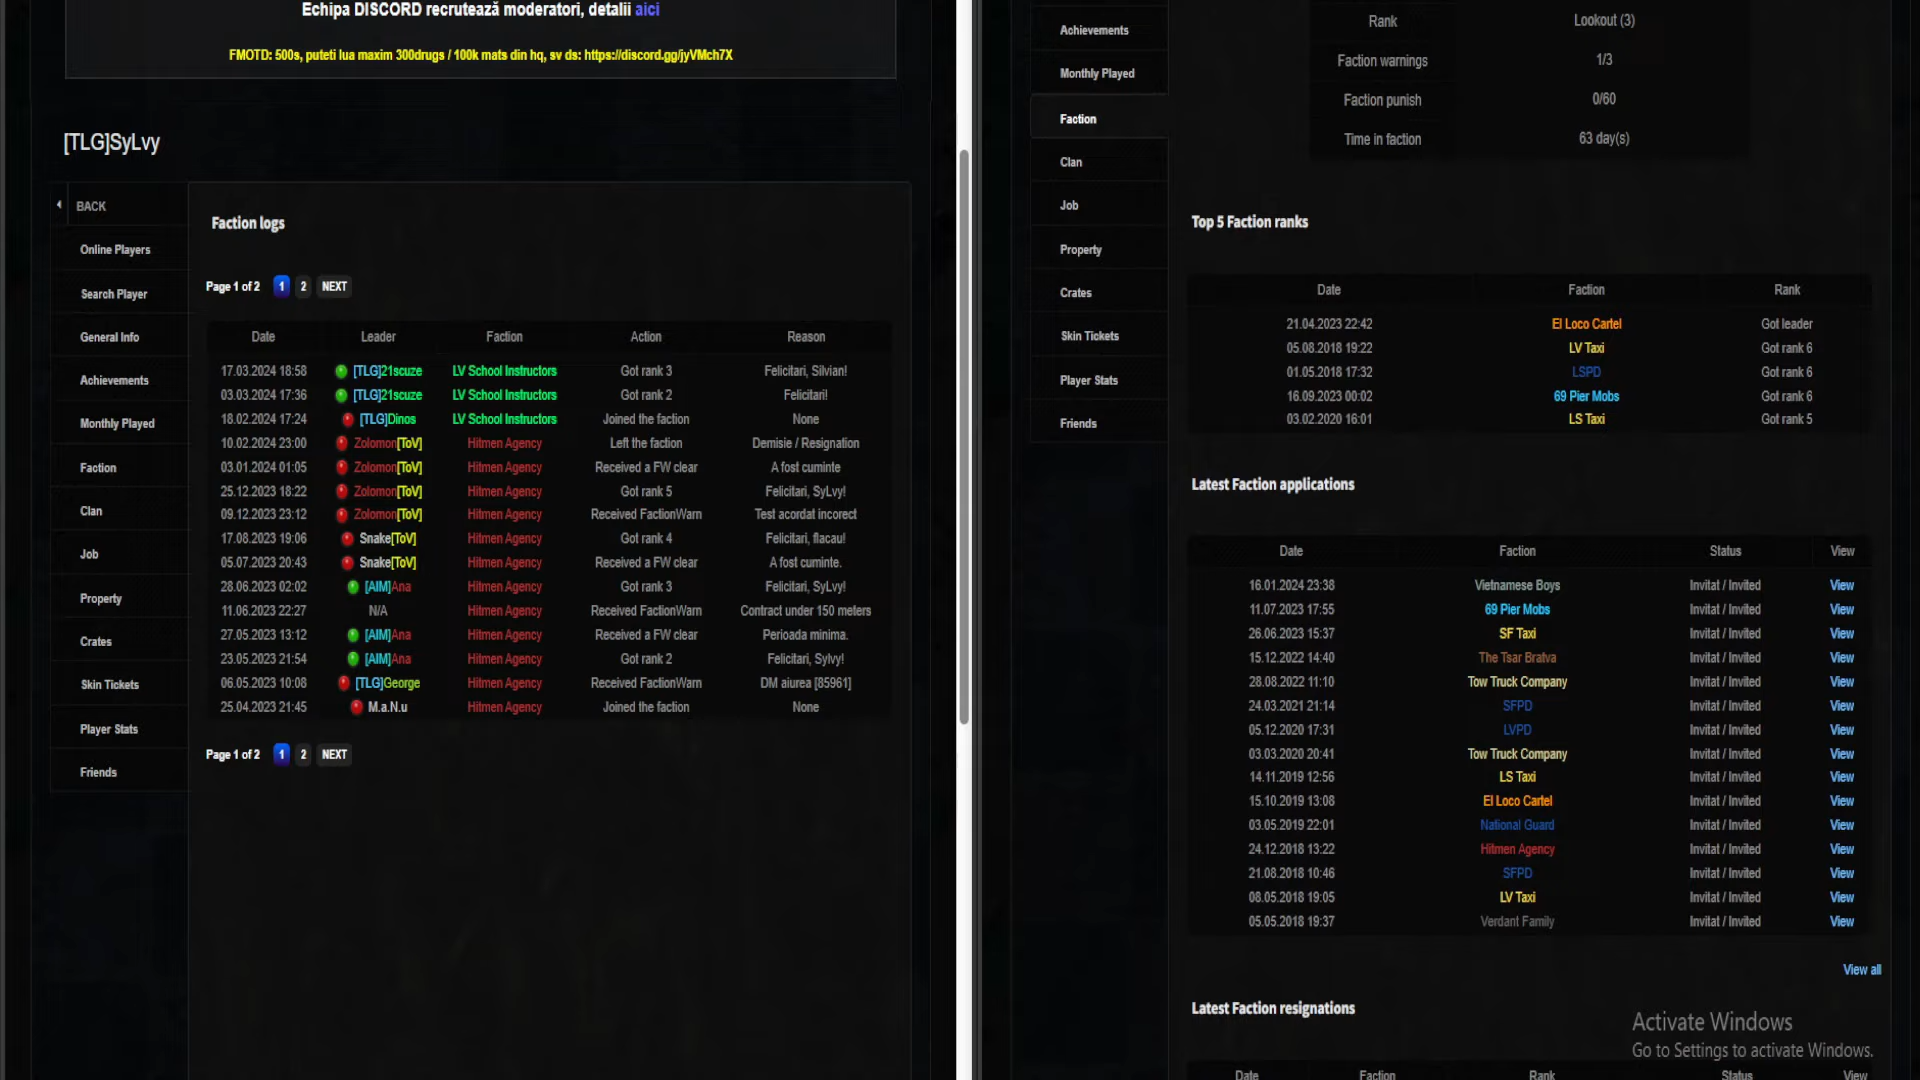 Echipa DISCORD recrutează moderatori, detalii aici
FMOTD: 500s, puteti lua maxim 300drugs / 100k mats din hq, sv ds: https://discord.gg/jyVMch7X
[TLG]SyLvy
BACK
Online Players
Search Player
General Info
Achievements
Monthly Played
Faction
Clan
Job
Property
Crates
Skin Tickets
Player Stats
Friends
Faction logs
Page 1 of 2 1 2 NEXT
Date Leader Faction Action Reason
17.03.2024 18:58 [TLG]21scuze LV School Instructors Got rank 3 Felicitari, Silvian!
03.03.2024 17:36 [TLG]21scuze LV School Instructors Got rank 2 Felicitari!
18.02.2024 17:24 [TLG]Dinos LV School Instructors Joined the faction None
10.02.2024 23:00 Zolomon[ToV] Hitmen Agency Left the faction Demisie / Resignation
03.01.2024 01:05 Zolomon[ToV] Hitmen Agency Received a FW clear A fost cuminte
25.12.2023 18:22 Zolomon[ToV] Hitmen Agency Got rank 5 Felicitari, SyLvy!
09.12.2023 23:12 Zolomon[ToV] Hitmen Agency Received FactionWarn Test acordat incorect
17.08.2023 19:06 Snake[ToV] Hitmen Agency Got rank 4 Felicitari, flacau!
05.07.2023 20:43 Snake[ToV] Hitmen Agency Received a FW clear A fost cuminte.
28.06.2023 02:02 [AIM]Ana Hitmen Agency Got rank 3 Felicitari, SyLvy!
11.06.2023 22:27 N/A Hitmen Agency Received FactionWarn Contract under 150 meters
27.05.2023 13:12 [AIM]Ana Hitmen Agency Received a FW clear Perioada minima.
23.05.2023 21:54 [AIM]Ana Hitmen Agency Got rank 2 Felicitari, Sylvy!
06.05.2023 10:08 [TLG]George Hitmen Agency Received FactionWarn DM aiurea [85961]
25.04.2023 21:45 M.a.N.u Hitmen Agency Joined the faction None
Page 1 of 2 1 2 NEXT
Achievements
Monthly Played
Faction
Clan
Job
Property
Crates
Skin Tickets
Player Stats
Friends
Rank Lookout (3)
Faction warnings 1/3
Faction punish 0/60
Time in faction 63 day(s)
Top 5 Faction ranks
Date Faction Rank
21.04.2023 22:42 El Loco Cartel Got leader
05.08.2018 19:22 LV Taxi Got rank 6
01.05.2018 17:32 LSPD Got rank 6
16.09.2023 00:02 69 Pier Mobs Got rank 6
03.02.2020 16:01 LS Taxi Got rank 5
Latest Faction applications
Date Faction Status View
16.01.2024 23:38 Vietnamese Boys Invitat / Invited View
11.07.2023 17:55 69 Pier Mobs Invitat / Invited View
26.06.2023 15:37 SF Taxi Invitat / Invited View
15.12.2022 14:40 The Tsar Bratva Invitat / Invited View
28.08.2022 11:10 Tow Truck Company Invitat / Invited View
24.03.2021 21:14 SFPD Invitat / Invited View
05.12.2020 17:31 LVPD Invitat / Invited View
03.03.2020 20:41 Tow Truck Company Invitat / Invited View
14.11.2019 12:56 LS Taxi Invitat / Invited View
15.10.2019 13:08 El Loco Cartel Invitat / Invited View
03.05.2019 22:01 National Guard Invitat / Invited View
24.12.2018 13:22 Hitmen Agency Invitat / Invited View
21.08.2018 10:46 SFPD Invitat / Invited View
08.05.2018 19:05 LV Taxi Invitat / Invited View
05.05.2018 19:37 Verdant Family Invitat / Invited View
View all
Latest Faction resignations
Date Faction Rank Status View
Activate Windows
Go to Settings to activate Windows.